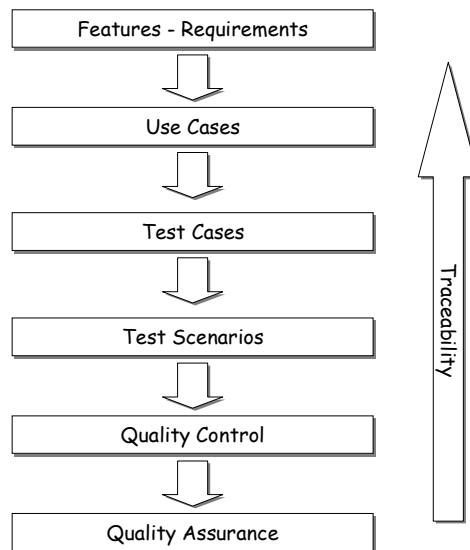 Features - Requirements
Use Cases
Test Cases
Test Scenarios
Quality Control
Quality Assurance
Traceability